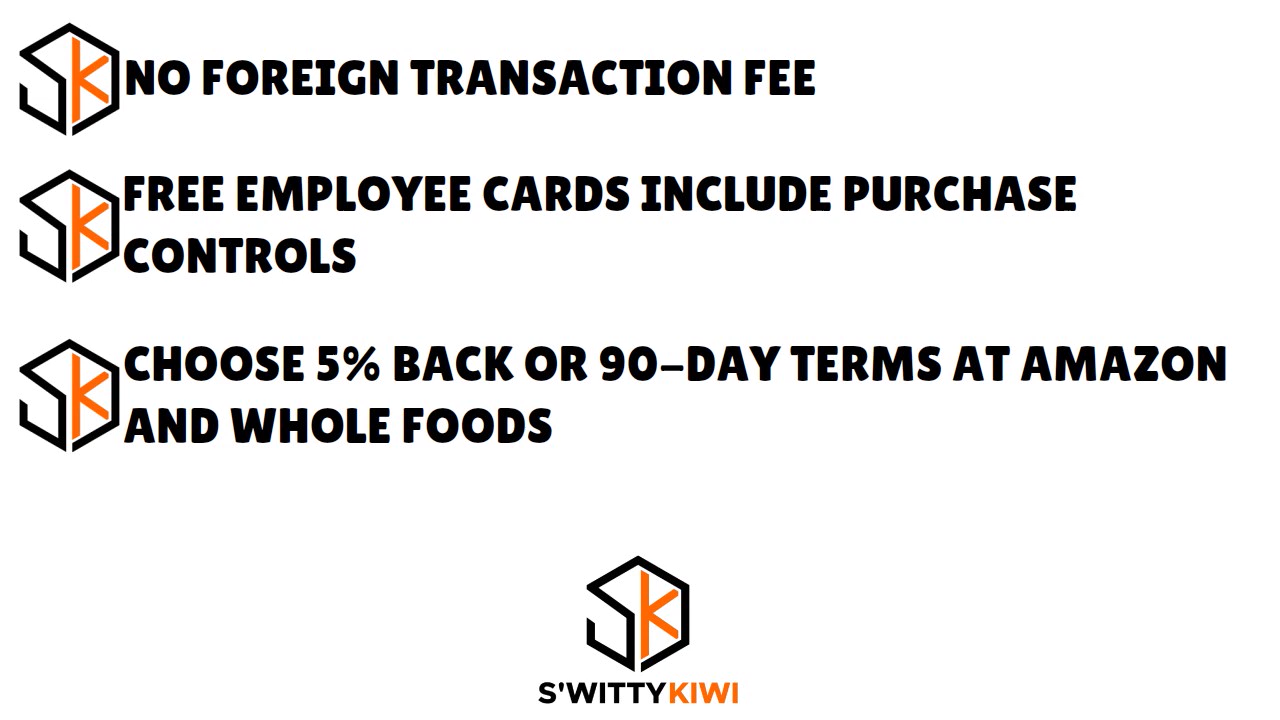 NO FOREIGN TRANSACTION FEE
FREE EMPLOYEE CARDS INCLUDE PURCHASE
CONTROLS
CHOOSE 5% BACK OR 90-DAY TERMS AT AMAZON
AND WHOLE FOODS
S'WITTYKIWI